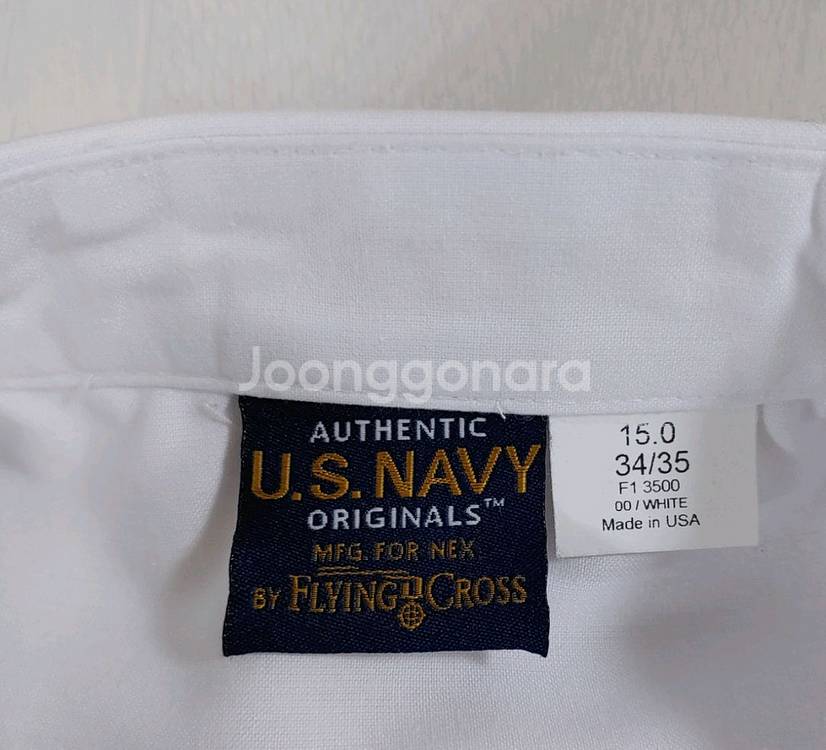 Joonggonara
AUTHENTIC
U.S. NAVY
ORIGINALS™
MFG. FOR NEX
BY FLYING CROSS
15.0
34/35
F1 3500
00 / WHITE
Made in USA